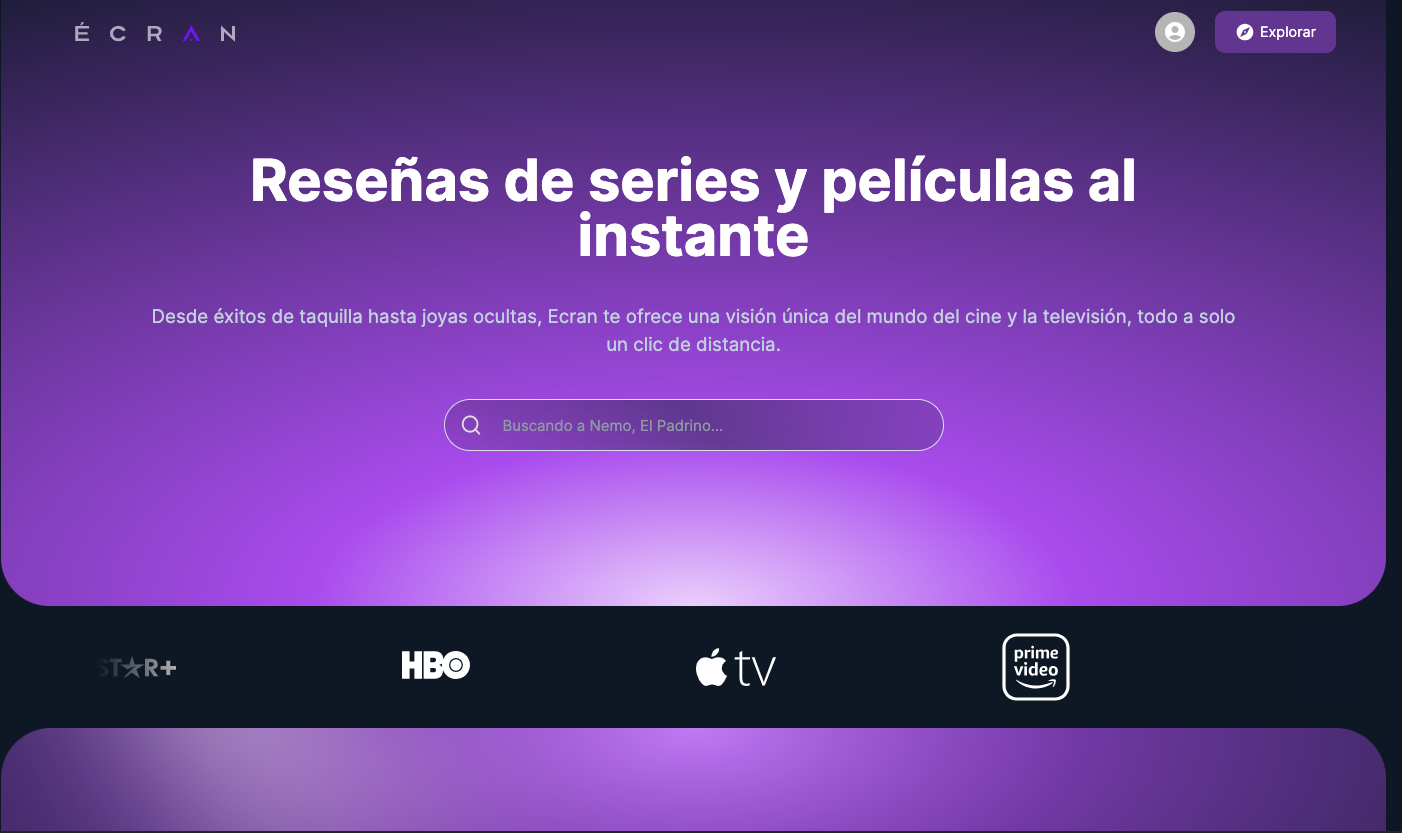 ÉCRAN
Explorar
Reseñas de series y películas al
instante
Desde éxitos de taquilla hasta joyas ocultas, Ecran te ofrece una visión única del mundo del cine y la televisión, todo a solo
un clic de distancia.
Buscando a Nemo, El Padrino...
STAR+
HBO
tv
prime
video